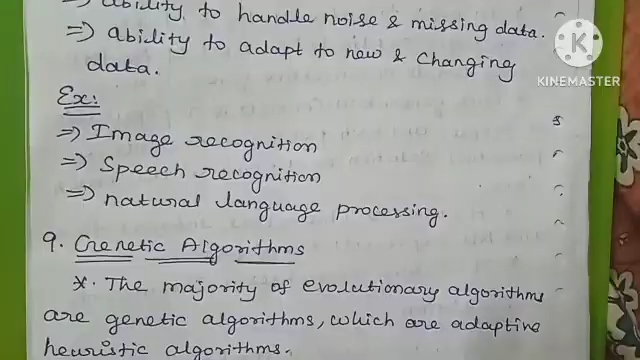 => ability to handle noise & missing data.
=> ability to adapt to new & changing
data.
Ex:
=> Image recognition
=> Speech recognition
=> natural language processing.
9. Genetic Algorithms
*. The majority of evolutionary algorithms
are genetic algorithms, which are adaptive
heuristic algorithms.
KINEMASTER